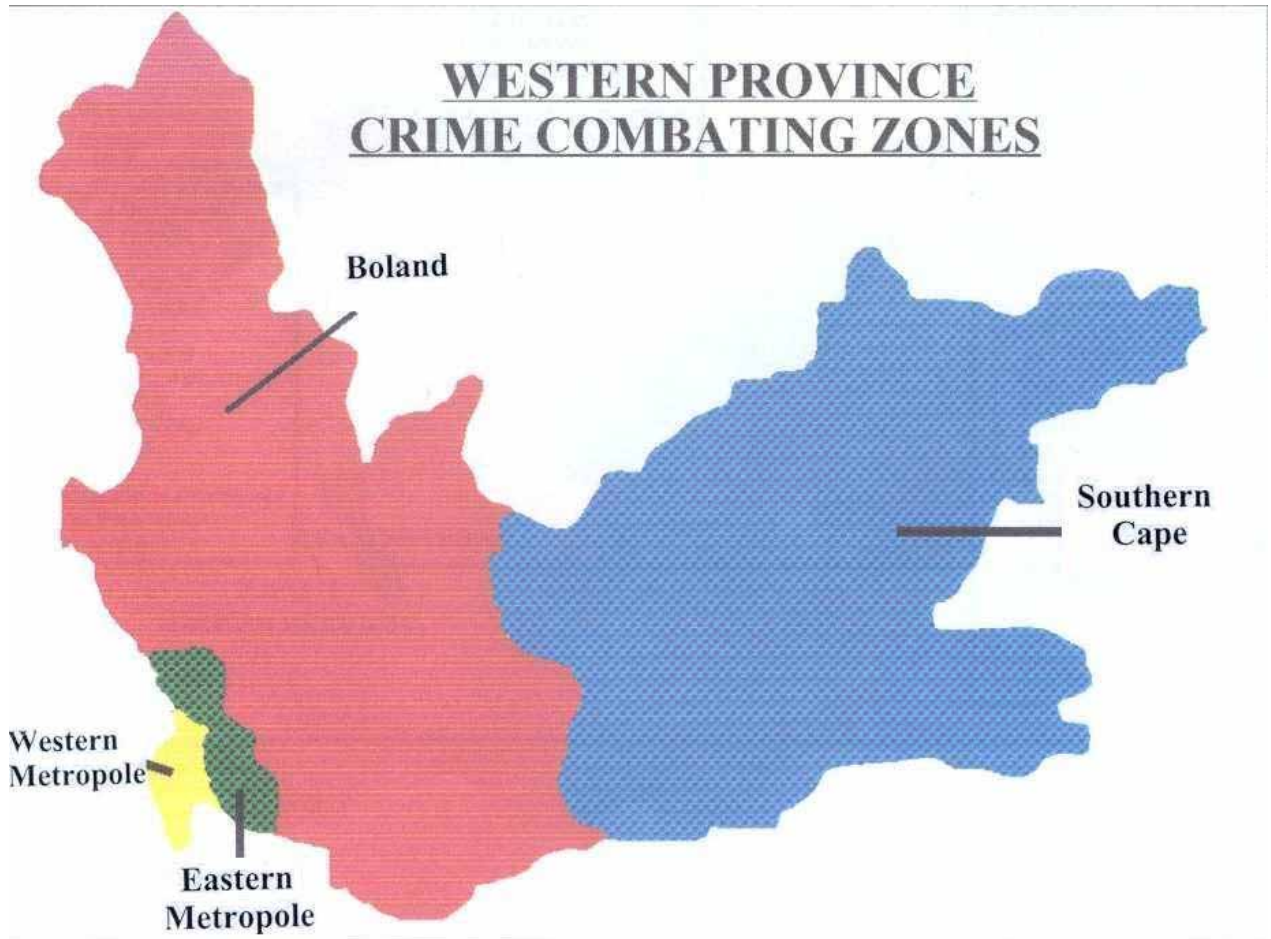 WESTERN PROVINCE
CRIME COMBATING ZONES
Boland
Southern
Cape
Western
Metropole
Eastern
Metropole